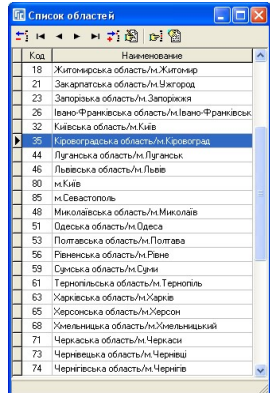 Список областей
Код Наименование
18 Житомирська область/м.Житомир
21 Закарпатська область/м.Ужгород
23 Запорізька область/м.Запоріжжя
26 Івано-Франківська область/м.Івано-Франківськ
32 Київська область/м.Київ
35 Кіровоградська область/м.Кіровоград
44 Луганська область/м.Луганськ
46 Львівська область/м.Львів
80 м.Київ
85 м.Севастополь
48 Миколаївська область/м.Миколаїв
51 Одеська область/м.Одеса
53 Полтавська область/м.Полтава
56 Рівненська область/м.Рівне
59 Сумська область/м.Суми
61 Тернопільська область/м.Тернопіль
63 Харківська область/м.Харків
65 Херсонська область/м.Херсон
68 Хмельницька область/м.Хмельницький
71 Черкаська область/м.Черкаси
73 Чернівецька область/м.Чернівці
74 Чернігівська область/м.Чернігів